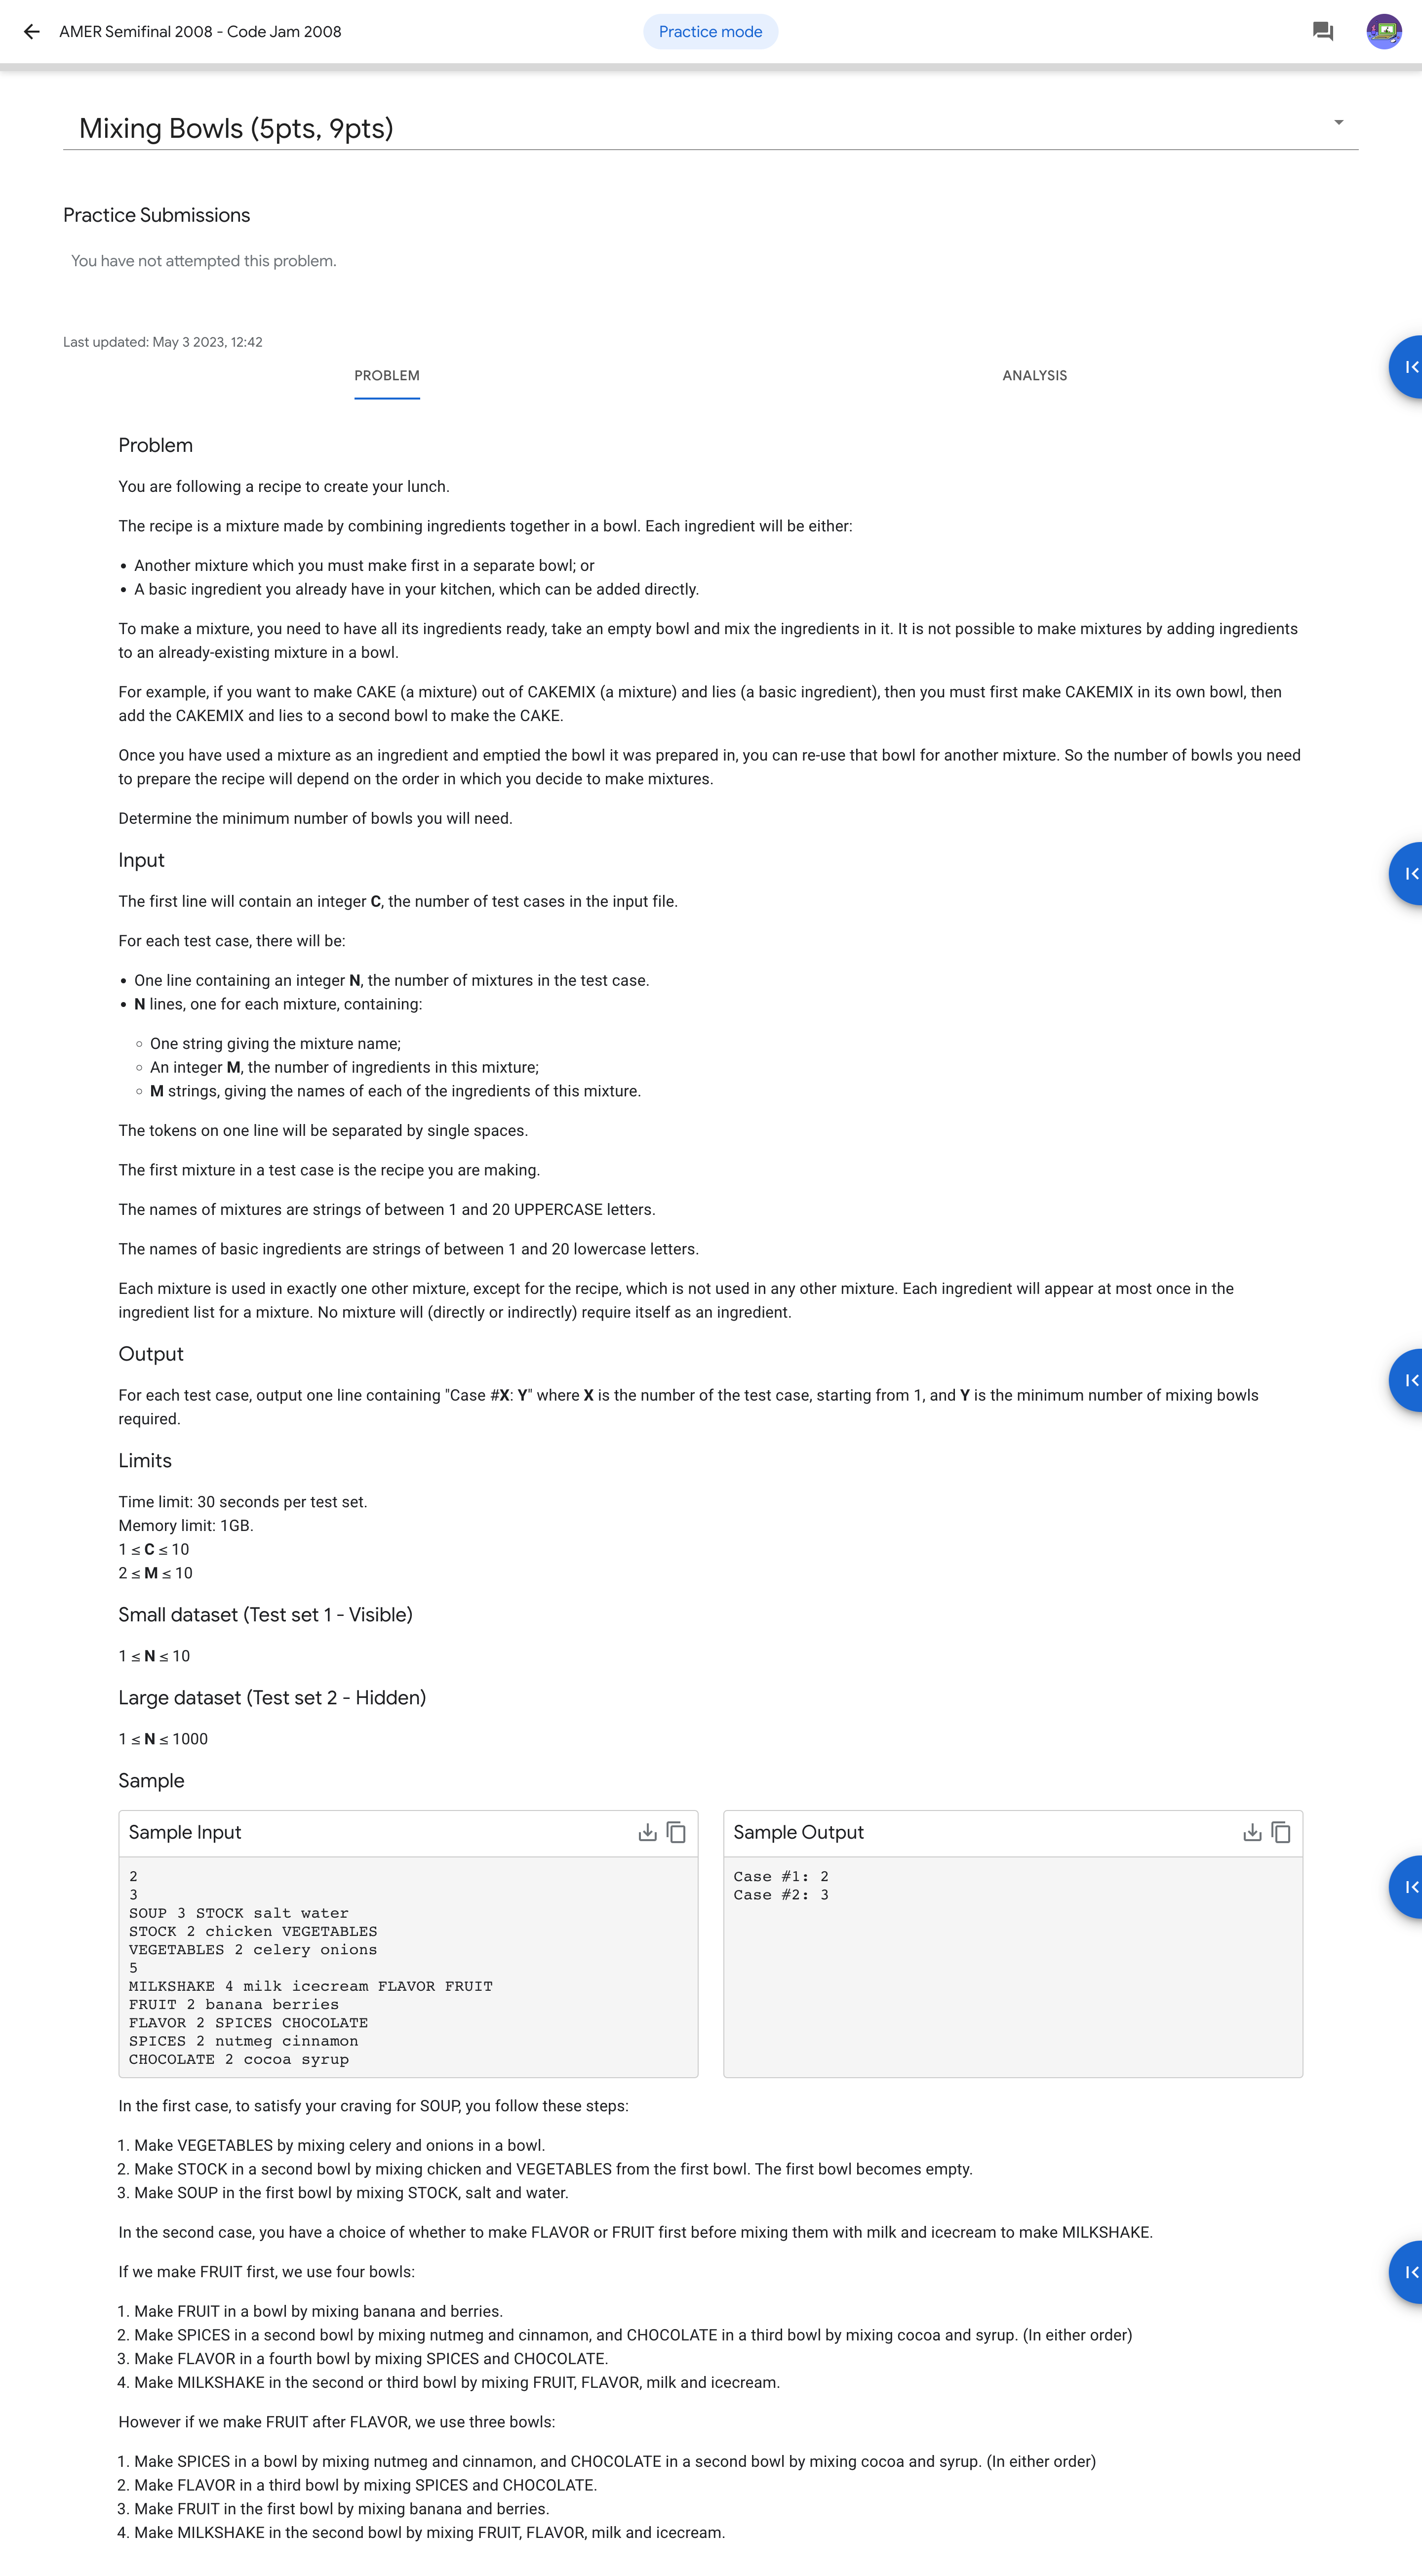 AMER Semifinal 2008 - Code Jam 2008
Practice mode
Mixing Bowls (5pts, 9pts)
Practice Submissions
You have not attempted this problem.
Last updated: May 3 2023, 12:42
PROBLEM
ANALYSIS
Problem
You are following a recipe to create your lunch.
The recipe is a mixture made by combining ingredients together in a bowl. Each ingredient will be either:
• Another mixture which you must make first in a separate bowl; or
• A basic ingredient you already have in your kitchen, which can be added directly.
To make a mixture, you need to have all its ingredients ready, take an empty bowl and mix the ingredients in it. It is not possible to make mixtures by adding ingredients
to an already-existing mixture in a bowl.
For example, if you want to make CAKE (a mixture) out of CAKEMIX (a mixture) and lies (a basic ingredient), then you must first make CAKEMIX in its own bowl, then
add the CAKEMIX and lies to a second bowl to make the CAKE.
Once you have used a mixture as an ingredient and emptied the bowl it was prepared in, you can re-use that bowl for another mixture. So the number of bowls you need
to prepare the recipe will depend on the order in which you decide to make mixtures.
Determine the minimum number of bowls you will need.
Input
The first line will contain an integer C, the number of test cases in the input file.
For each test case, there will be:
• One line containing an integer N, the number of mixtures in the test case.
• N lines, one for each mixture, containing:
◦ One string giving the mixture name;
◦ An integer M, the number of ingredients in this mixture;
◦ M strings, giving the names of each of the ingredients of this mixture.
The tokens on one line will be separated by single spaces.
The first mixture in a test case is the recipe you are making.
The names of mixtures are strings of between 1 and 20 UPPERCASE letters.
The names of basic ingredients are strings of between 1 and 20 lowercase letters.
Each mixture is used in exactly one other mixture, except for the recipe, which is not used in any other mixture. Each ingredient will appear at most once in the
ingredient list for a mixture. No mixture will (directly or indirectly) require itself as an ingredient.
Output
For each test case, output one line containing "Case #X: Y" where X is the number of the test case, starting from 1, and Y is the minimum number of mixing bowls
required.
Limits
Time limit: 30 seconds per test set.
Memory limit: 1GB.
1 ≤ C ≤ 10
2 ≤ M ≤ 10
Small dataset (Test set 1 - Visible)
1 ≤ N ≤ 10
Large dataset (Test set 2 - Hidden)
1 ≤ N ≤ 1000
Sample
Sample Input
2
3
SOUP 3 STOCK salt water
STOCK 2 chicken VEGETABLES
VEGETABLES 2 celery onions
5
MILKSHAKE 4 milk icecream FLAVOR FRUIT
FRUIT 2 banana berries
FLAVOR 2 SPICES CHOCOLATE
SPICES 2 nutmeg cinnamon
CHOCOLATE 2 cocoa syrup
Sample Output
Case #1: 2
Case #2: 3
In the first case, to satisfy your craving for SOUP, you follow these steps:
1. Make VEGETABLES by mixing celery and onions in a bowl.
2. Make STOCK in a second bowl by mixing chicken and VEGETABLES from the first bowl. The first bowl becomes empty.
3. Make SOUP in the first bowl by mixing STOCK, salt and water.
In the second case, you have a choice of whether to make FLAVOR or FRUIT first before mixing them with milk and icecream to make MILKSHAKE.
If we make FRUIT first, we use four bowls:
1. Make FRUIT in a bowl by mixing banana and berries.
2. Make SPICES in a second bowl by mixing nutmeg and cinnamon, and CHOCOLATE in a third bowl by mixing cocoa and syrup. (In either order)
3. Make FLAVOR in a fourth bowl by mixing SPICES and CHOCOLATE.
4. Make MILKSHAKE in the second or third bowl by mixing FRUIT, FLAVOR, milk and icecream.
However if we make FRUIT after FLAVOR, we use three bowls:
1. Make SPICES in a bowl by mixing nutmeg and cinnamon, and CHOCOLATE in a second bowl by mixing cocoa and syrup. (In either order)
2. Make FLAVOR in a third bowl by mixing SPICES and CHOCOLATE.
3. Make FRUIT in the first bowl by mixing banana and berries.
4. Make MILKSHAKE in the second bowl by mixing FRUIT, FLAVOR, milk and icecream.